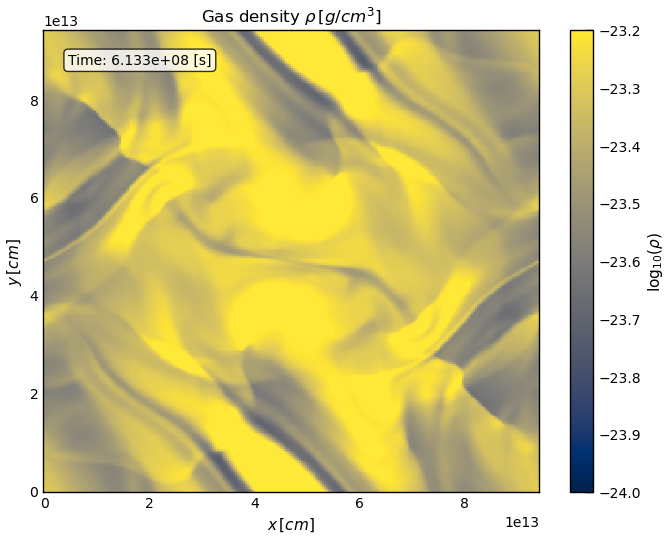 Gas density ρ [g/cm³]
1e13
Time: 6.133e+08 [s]
8
6
4
2
0
y [cm]
0 2 4 6 8
1e13
x [cm]
−23.2
−23.3
−23.4
−23.5
−23.6
−23.7
−23.8
−23.9
−24.0
log₁₀(ρ)